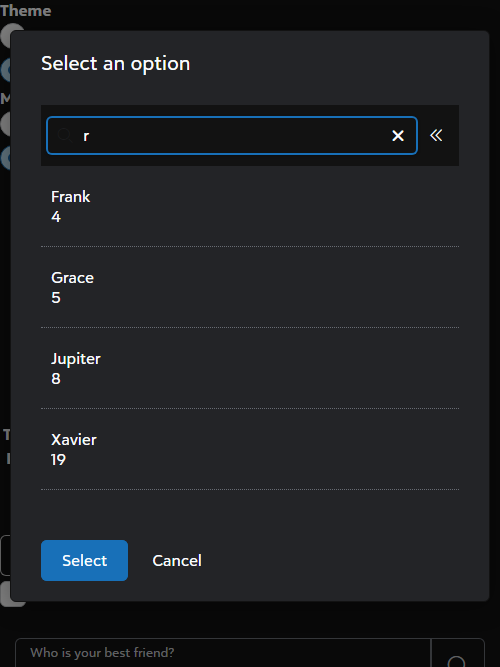 Theme
Select an option
r
Frank
4
Grace
5
Jupiter
8
Xavier
19
Select
Cancel
Who is your best friend?